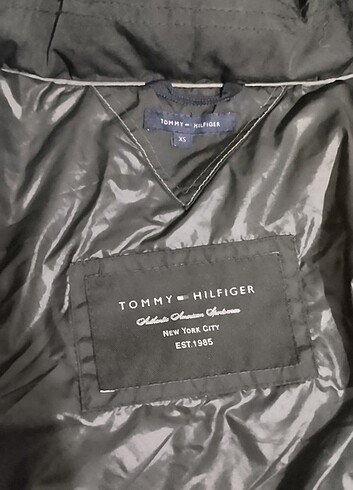 TOMMY HILFIGER
XS
TOMMY HILFIGER
Authentic American Sportswear
NEW YORK CITY
EST.1985